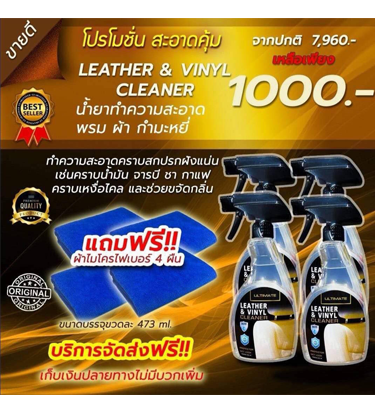 ขายดี
โปรโมชั่น สะอาดคุ้ม
จากปกติ 7,960.-
เหลือเพียง
1000.-
LEATHER & VINYL
CLEANER
น้ำยาทำความสะอาด
พรม ผ้า กำมะหยี่
BEST
SELLER
ทำความสะอาดคราบสกปรกฝังแน่น
เช่นคราบน้ำมัน จารบี ชา กาแฟ
คราบเหงื่อไคล และช่วยขจัดกลิ่น
QUALITY
แถมฟรี!!
ผ้าไมโครไฟเบอร์ 4 ผืน
ORIGINAL
ORIGINAL
ORIGINAL
ULTIMATE
LEATHER
& VINYL
CLEANER
ULTIMATE
LEATHER
& VINYL
CLEANER
ขนาดบรรจุขวดละ 473 ml.
บริการจัดส่งฟรี!!
เก็บเงินปลายทางไม่มีบวกเพิ่ม